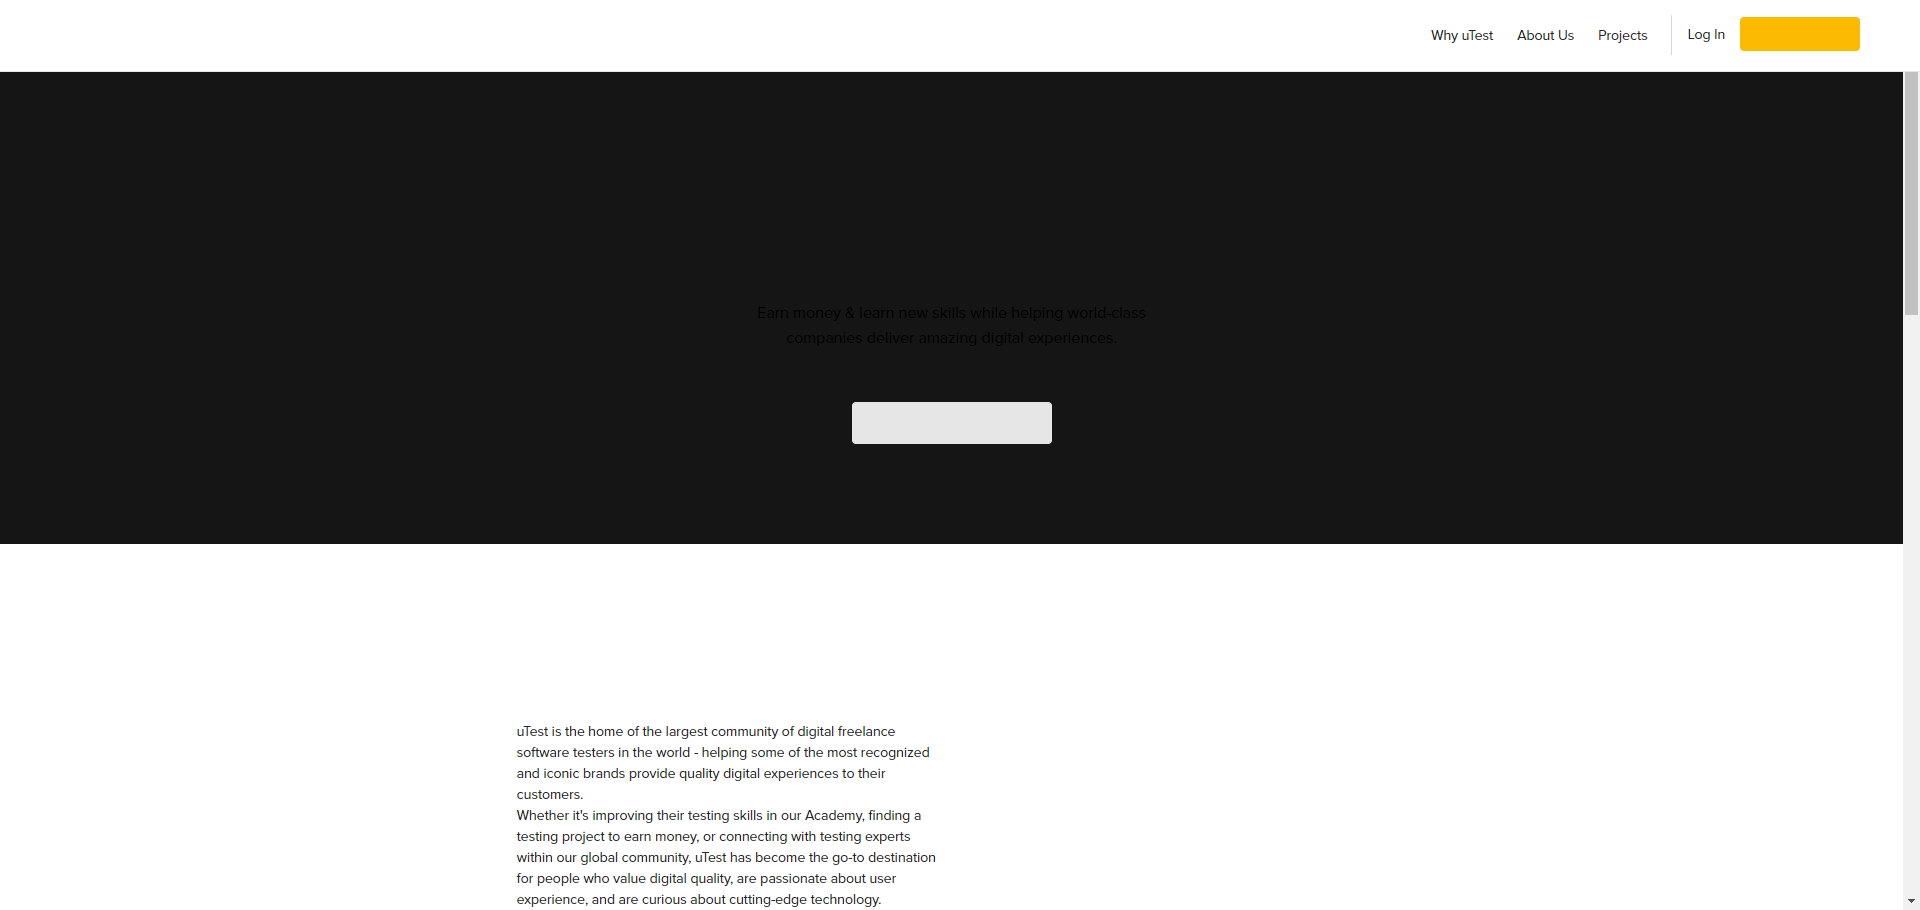 Why uTest About Us Projects Log In
Earn money & learn new skills while helping world-class
companies deliver amazing digital experiences.
uTest is the home of the largest community of digital freelance
software testers in the world - helping some of the most recognized
and iconic brands provide quality digital experiences to their
customers.
Whether it's improving their testing skills in our Academy, finding a
testing project to earn money, or connecting with testing experts
within our global community, uTest has become the go-to destination
for people who value digital quality, are passionate about user
experience, and are curious about cutting-edge technology.